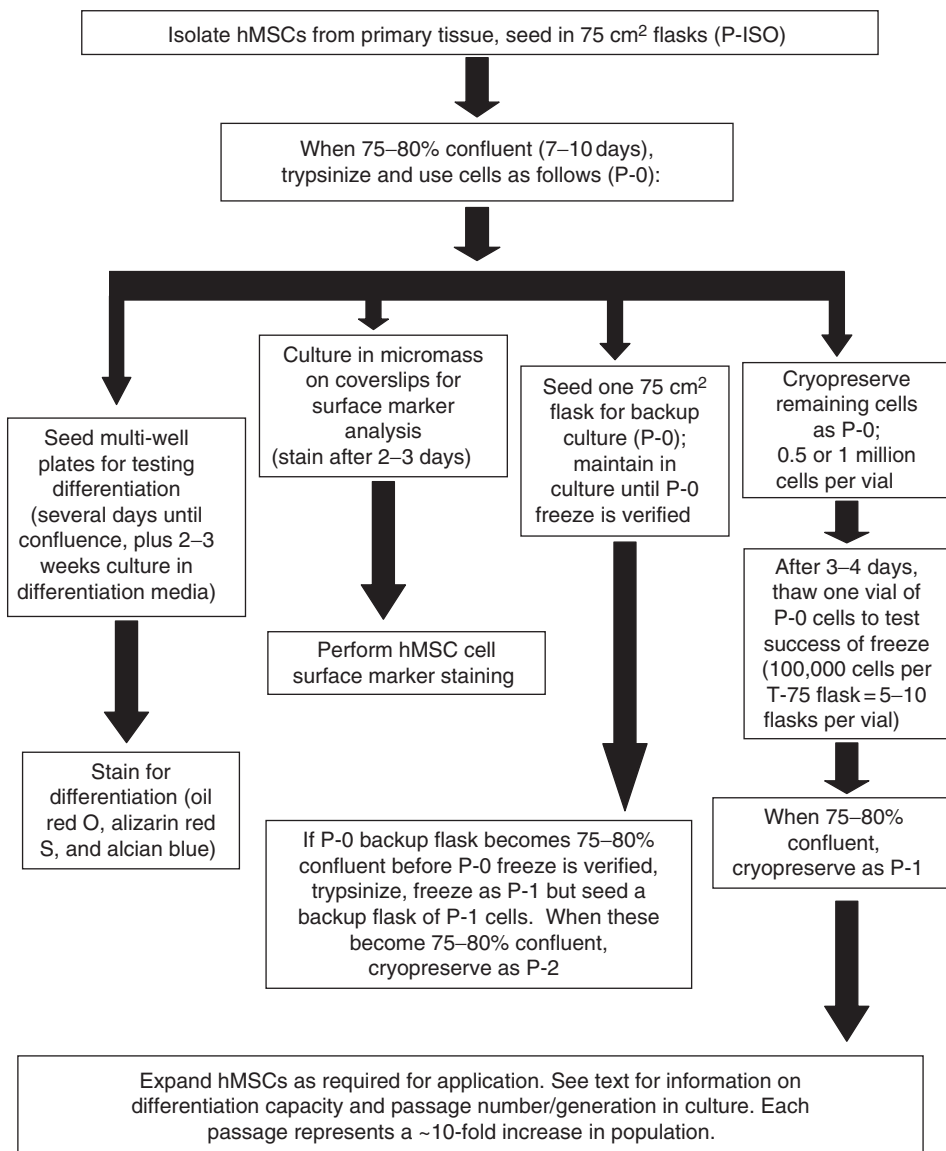 Isolate hMSCs from primary tissue, seed in 75 cm² flasks (P-ISO)
When 75–80% confluent (7–10 days),
trypsinize and use cells as follows (P-0):
Seed multi-well
plates for testing
differentiation
(several days until
confluence, plus 2–3
weeks culture in
differentiation media)
Stain for
differentiation (oil
red O, alizarin red
S, and alcian blue)
Culture in micromass
on coverslips for
surface marker
analysis
(stain after 2–3 days)
Perform hMSC cell
surface marker staining
Seed one 75 cm²
flask for backup
culture (P-0);
maintain in
culture until P-0
freeze is verified
If P-0 backup flask becomes 75–80%
confluent before P-0 freeze is verified,
trypsinize, freeze as P-1 but seed a
backup flask of P-1 cells. When these
become 75–80% confluent,
cryopreserve as P-2
Cryopreserve
remaining cells
as P-0;
0.5 or 1 million
cells per vial
After 3–4 days,
thaw one vial of
P-0 cells to test
success of freeze
(100,000 cells per
T-75 flask = 5–10
flasks per vial)
When 75–80%
confluent,
cryopreserve as P-1
Expand hMSCs as required for application. See text for information on
differentiation capacity and passage number/generation in culture. Each
passage represents a ~10-fold increase in population.